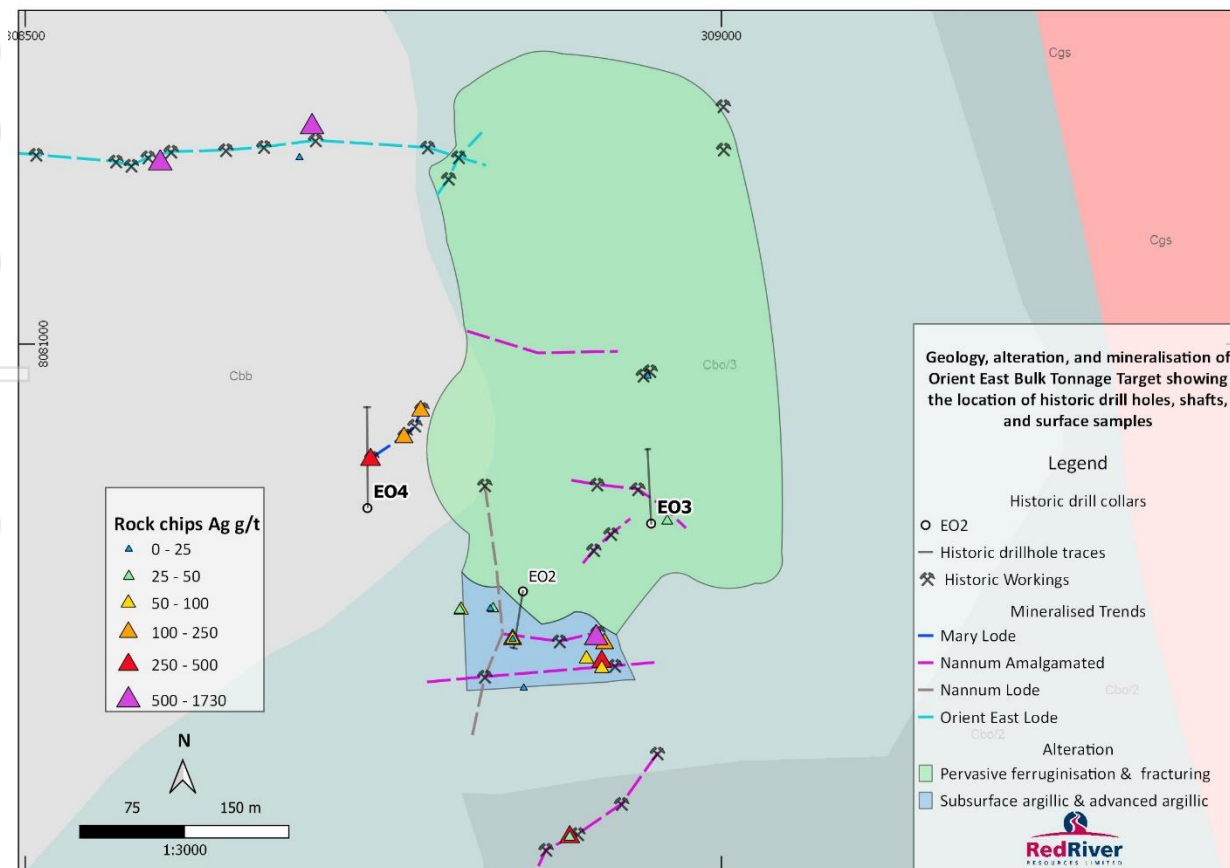 308500
309000
Cgs
Cgs
8081000
Cbb
Cbo/3
EO4
EO3
EO2
Rock chips Ag g/t
0 - 25
25 - 50
50 - 100
100 - 250
250 - 500
500 - 1730
N
75 150 m
1:3000
Geology, alteration, and mineralisation of
Orient East Bulk Tonnage Target showing
the location of historic drill holes, shafts,
and surface samples
Legend
Historic drill collars
EO2
Historic drillhole traces
Historic Workings
Mineralised Trends
Mary Lode
Nannum Amalgamated
Nannum Lode
Cbo/2
Orient East Lode
Cbo/2
Alteration
Pervasive ferruginisation & fracturing
Subsurface argillic & advanced argillic
RedRiver
RESOURCES LIMITED